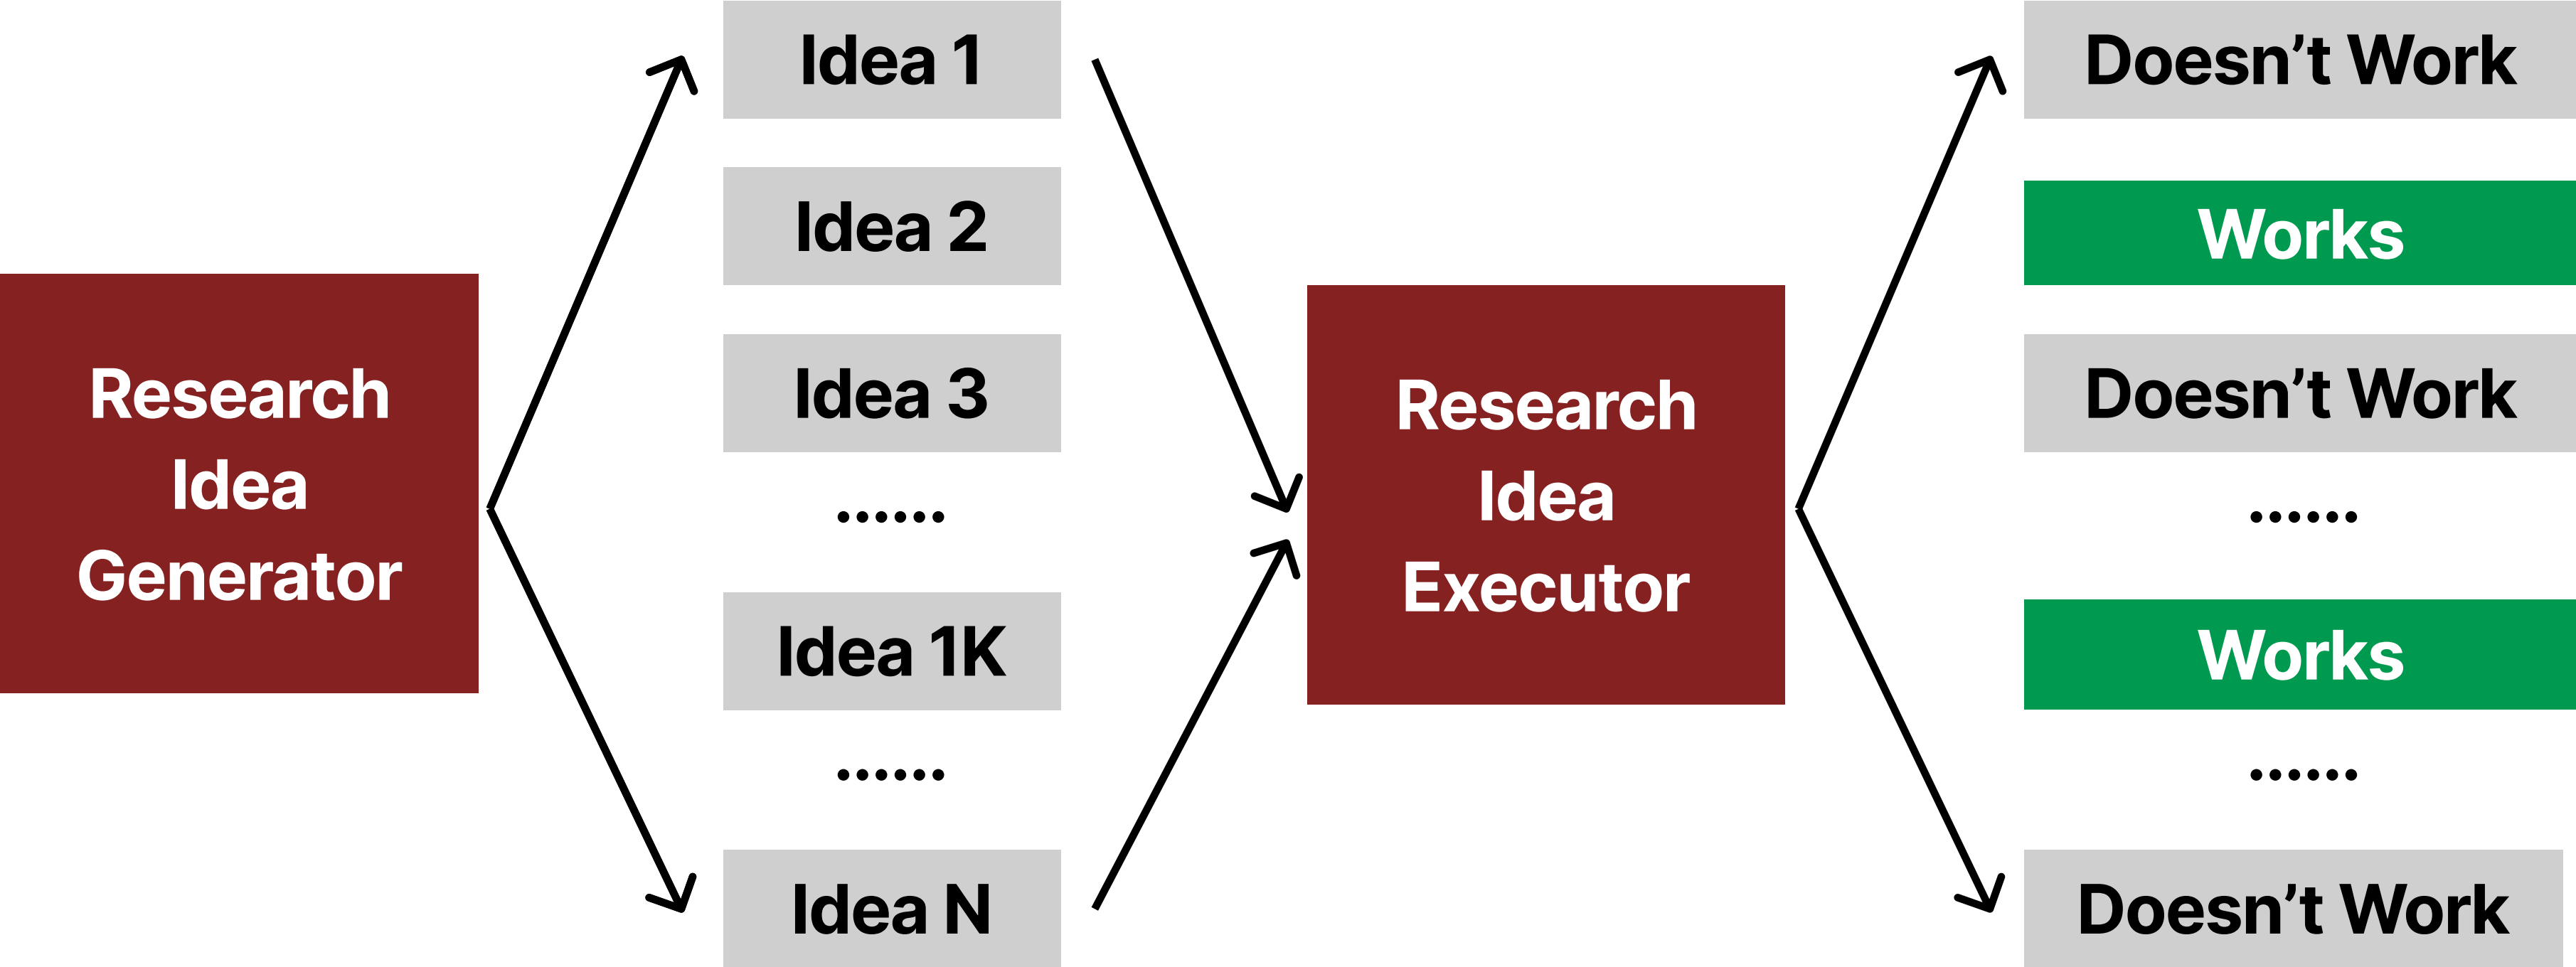 Research
Idea
Generator
Idea 1
Idea 2
Idea 3
......
Idea 1K
......
Idea N
Research
Idea
Executor
Doesn’t Work
Works
Doesn’t Work
......
Works
......
Doesn’t Work